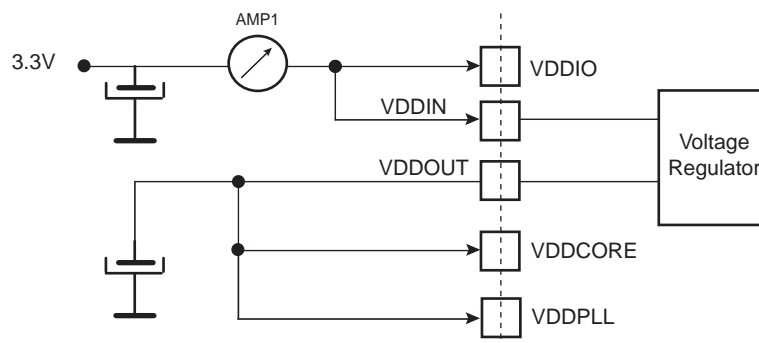 AMP1
3.3V
VDDIO
VDDIN
Voltage
Regulator
VDDOUT
VDDCORE
VDDPLL